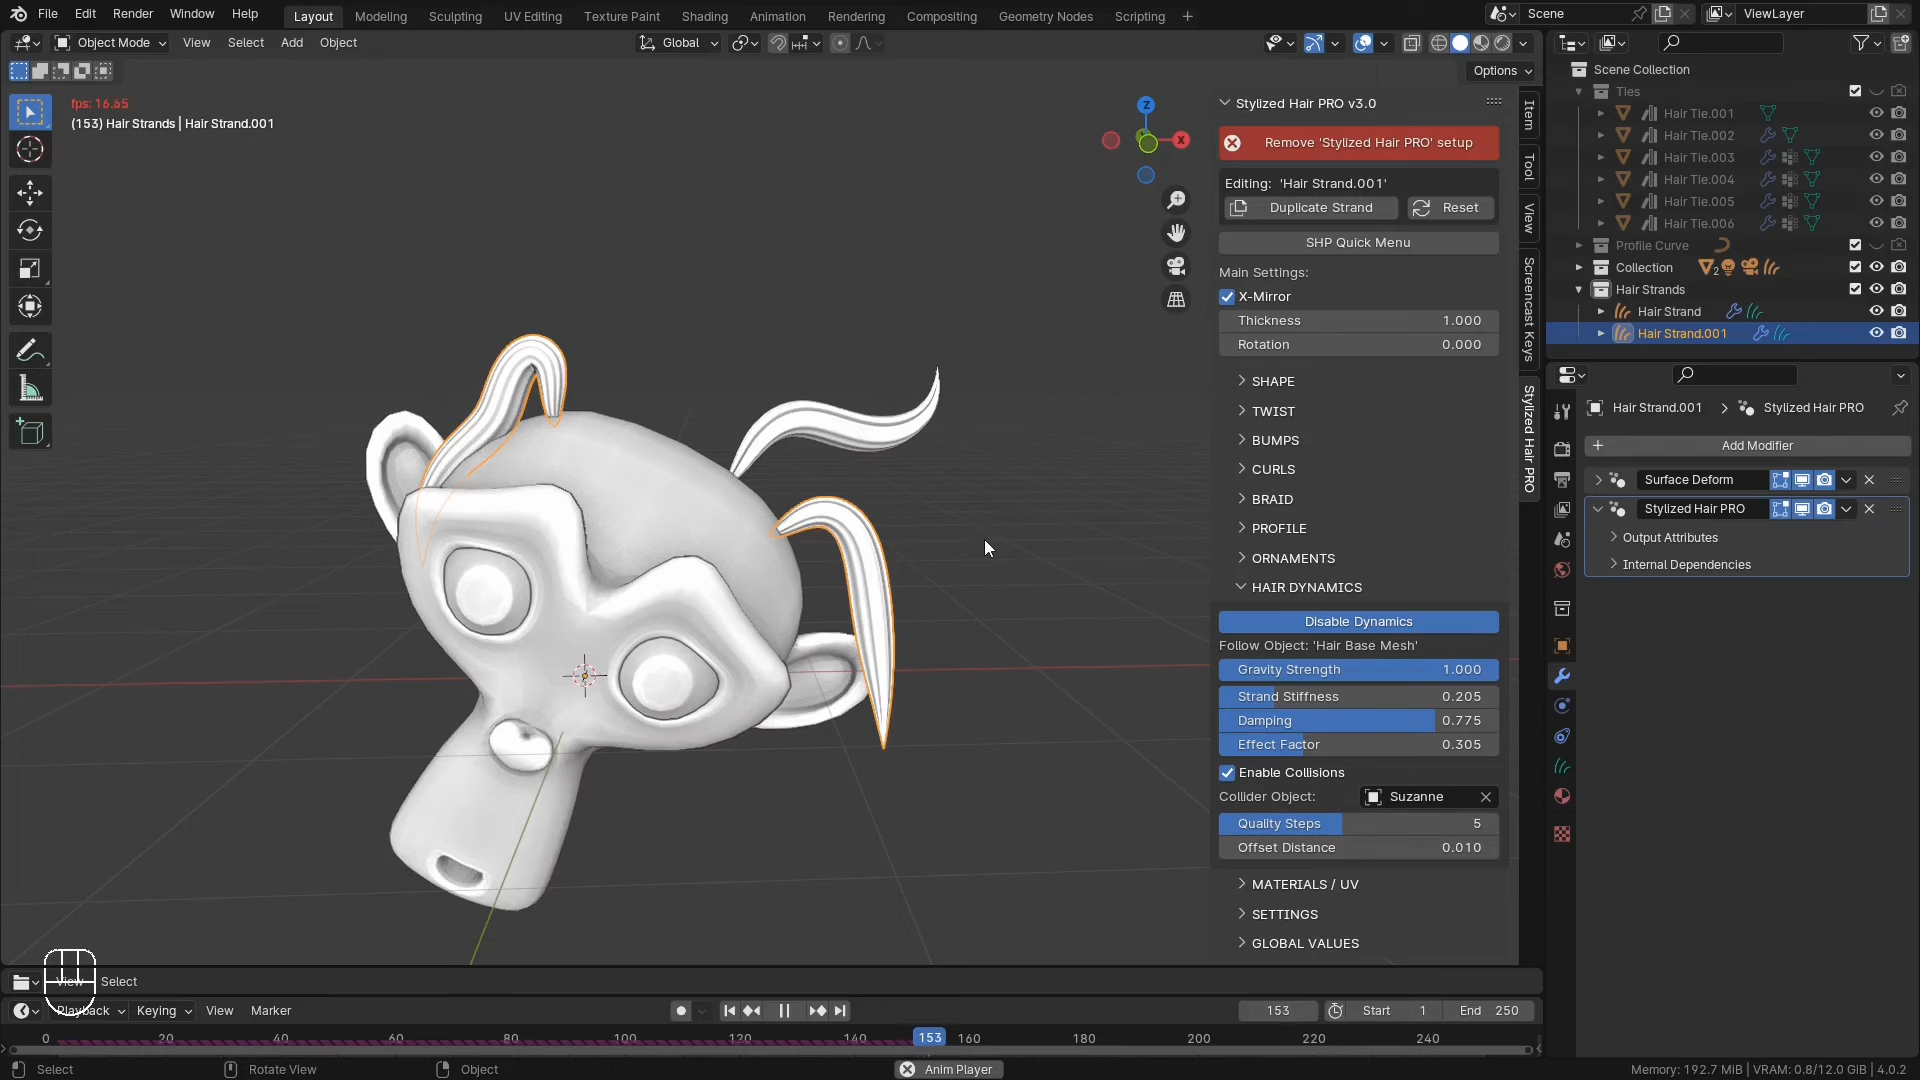 File Edit Render Window Help Layout Modeling Sculpting UV Editing Texture Paint Shading Animation Rendering Compositing Geometry Nodes Scripting + Scene ViewLayer
Object Mode View Select Add Object Global
Options
fps: 16.65
(153) Hair Strands | Hair Strand.001
Z
X
Stylized Hair PRO v3.0
Remove 'Stylized Hair PRO' setup
Editing: 'Hair Strand.001'
Duplicate Strand Reset
SHP Quick Menu
Main Settings:
X-Mirror
Thickness 1.000
Rotation 0.000
SHAPE
TWIST
BUMPS
CURLS
BRAID
PROFILE
ORNAMENTS
HAIR DYNAMICS
Disable Dynamics
Follow Object: 'Hair Base Mesh'
Gravity Strength 1.000
Strand Stiffness 0.205
Damping 0.775
Effect Factor 0.305
Enable Collisions
Collider Object: Suzanne
Quality Steps 5
Offset Distance 0.010
MATERIALS / UV
SETTINGS
GLOBAL VALUES
Item
Tool
View
Screencast Keys
Stylized Hair PRO
Scene Collection
Ties
Hair Tie.001
Hair Tie.002
Hair Tie.003
Hair Tie.004
Hair Tie.005
Hair Tie.006
Profile Curve
Collection 2
Hair Strands
Hair Strand
Hair Strand.001
Hair Strand.001 Stylized Hair PRO
Add Modifier
Surface Deform
Stylized Hair PRO
Output Attributes
Internal Dependencies
View Select
Playback Keying View Marker 153 Start 1 End 250
0 20 40 60 80 100 120 140 153 160 180 200 220 240
Select Rotate View Object Anim Player Memory: 192.7 MiB | VRAM: 0.8/12.0 GiB | 4.0.2